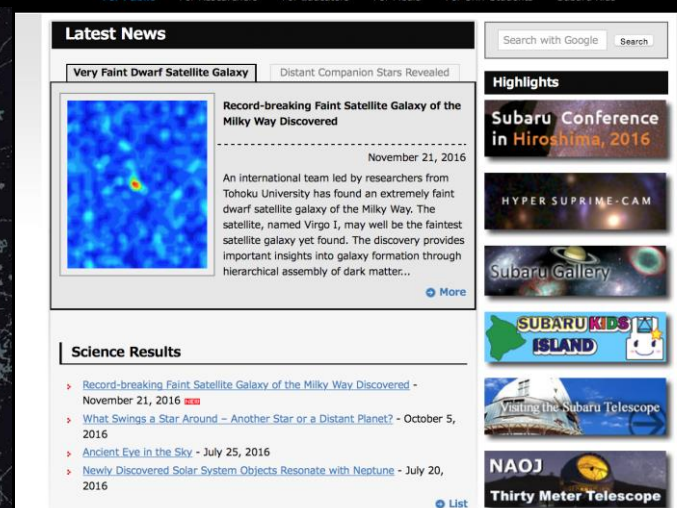 Latest News
Very Faint Dwarf Satellite Galaxy
Distant Companion Stars Revealed
Record-breaking Faint Satellite Galaxy of the
Milky Way Discovered
November 21, 2016
An international team led by researchers from
Tohoku University has found an extremely faint
dwarf satellite galaxy of the Milky Way. The
satellite, named Virgo I, may well be the faintest
satellite galaxy yet found. The discovery provides
important insights into galaxy formation through
hierarchical assembly of dark matter...
More
Science Results
Record-breaking Faint Satellite Galaxy of the Milky Way Discovered -
November 21, 2016
What Swings a Star Around – Another Star or a Distant Planet? - October 5,
2016
Ancient Eye in the Sky - July 25, 2016
Newly Discovered Solar System Objects Resonate with Neptune - July 20,
2016
List
Search with Google
Search
Highlights
Subaru Conference
in Hiroshima, 2016
HYPER SUPRIME-CAM
Subaru Gallery
SUBARU KIDS
ISLAND
Visiting the Subaru Telescope
NAOJ
Thirty Meter Telescope